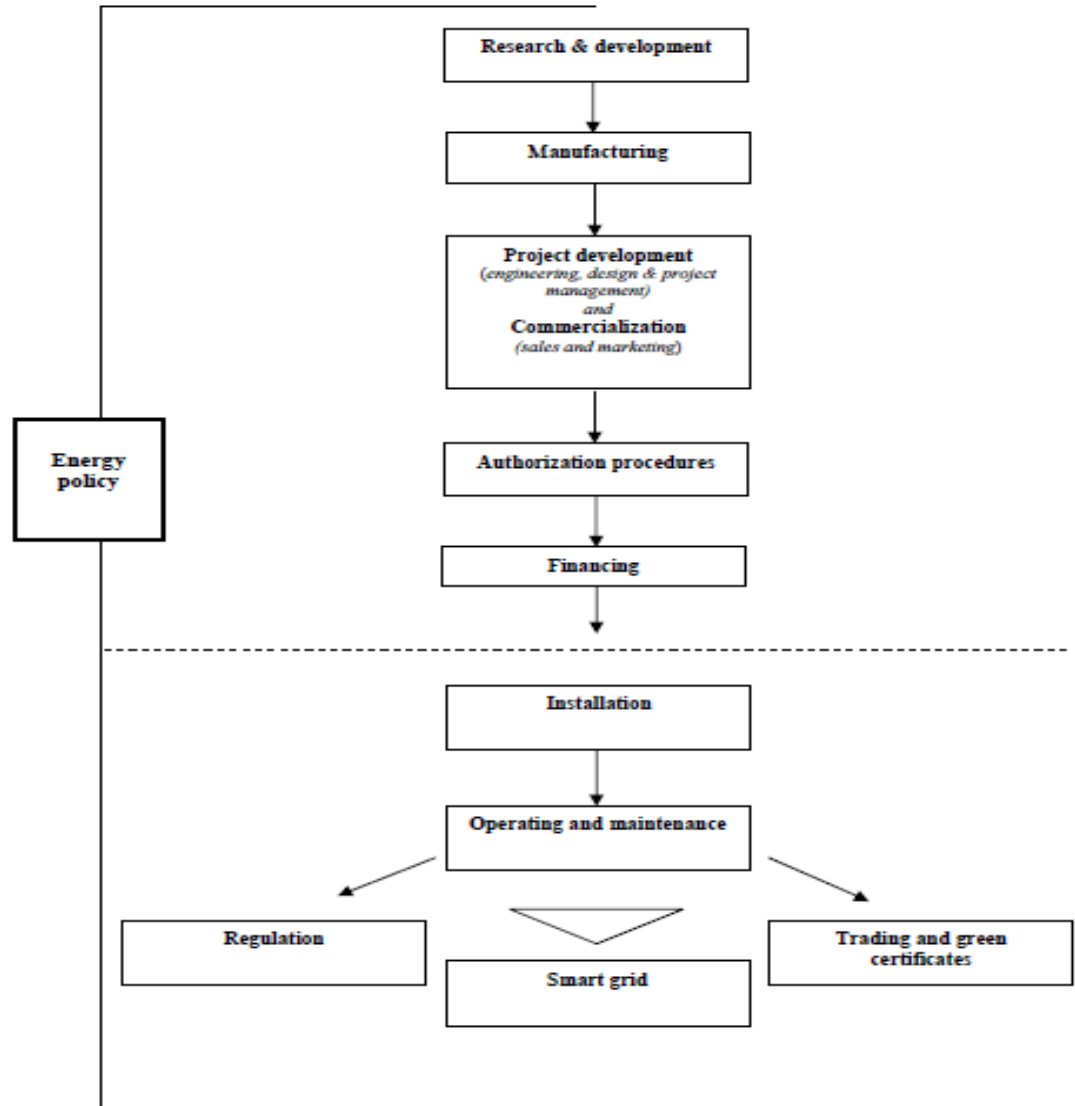 Research & development
Manufacturing
Project development
(engineering, design & project
management)
and
Commercialization
(sales and marketing)
Energy
policy
Authorization procedures
Financing
Installation
Operating and maintenance
Regulation
Smart grid
Trading and green
certificates